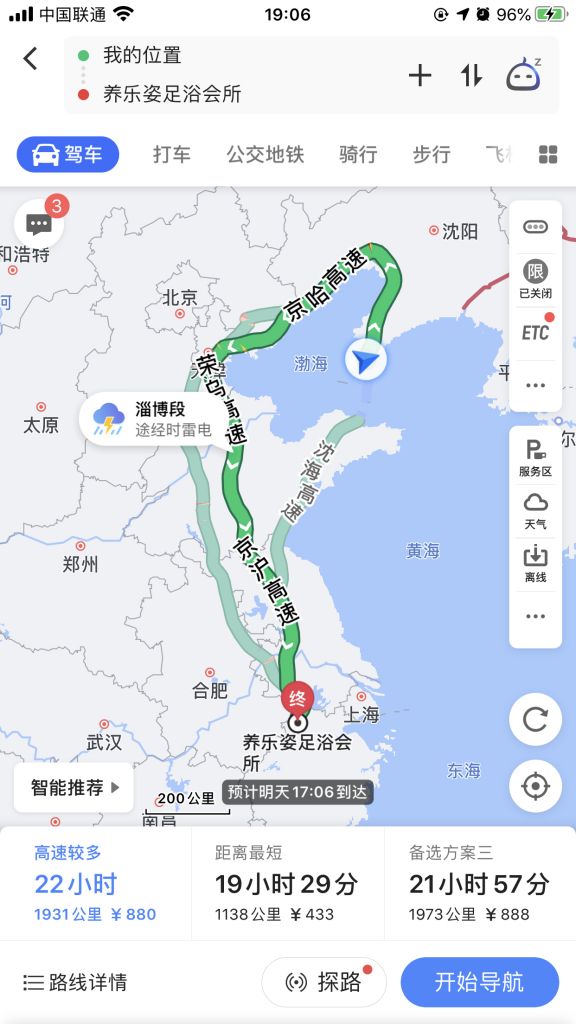 中国联通
19:06
96%
我的位置
养乐姿足浴会所
z
驾车
打车
公交地铁
骑行
步行
飞
3
限
已关闭
ETC
P
服务区
天气
离线
沈阳
和浩特
北京
京哈高速
渤海
荣乌高速
河
淄博段
途经时雷电
太原
沈海高速
黄海
京沪高速
郑州
合肥
终
上海
武汉
养乐姿足浴会
所
东海
智能推荐
200公里
预计明天17:06到达
南昌
高速较多
22小时
1931公里 ¥880
距离最短
19小时29分
1138公里 ¥433
备选方案三
21小时57分
1973公里 ¥888
路线详情
探路
开始导航